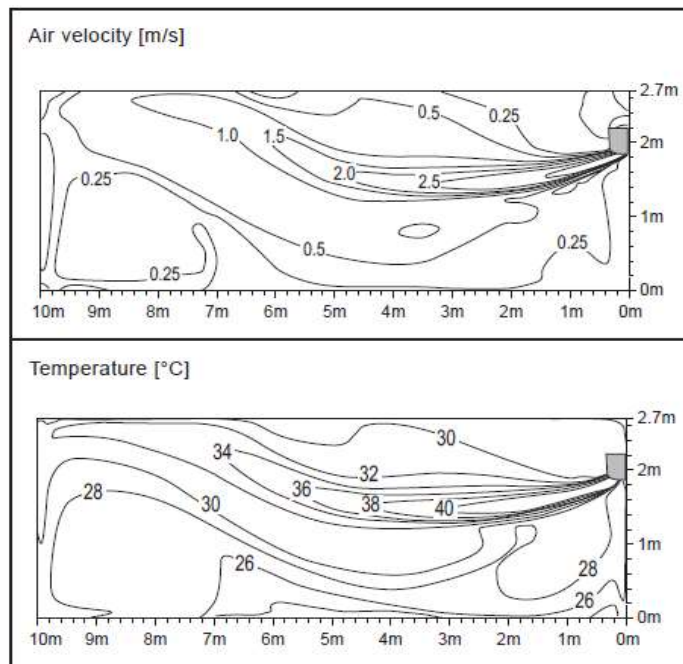 Air velocity [m/s]
2.7m
0.5 0.25
1.0 1.5 2m
2.0 2.5
0.25
1m
0.5 0.25
0.25
0m
10m 9m 8m 7m 6m 5m 4m 3m 2m 1m 0m
Temperature [°C]
2.7m
30
34 32
2m
36
28 30 38 40
1m
26 28
26
0m
10m 9m 8m 7m 6m 5m 4m 3m 2m 1m 0m